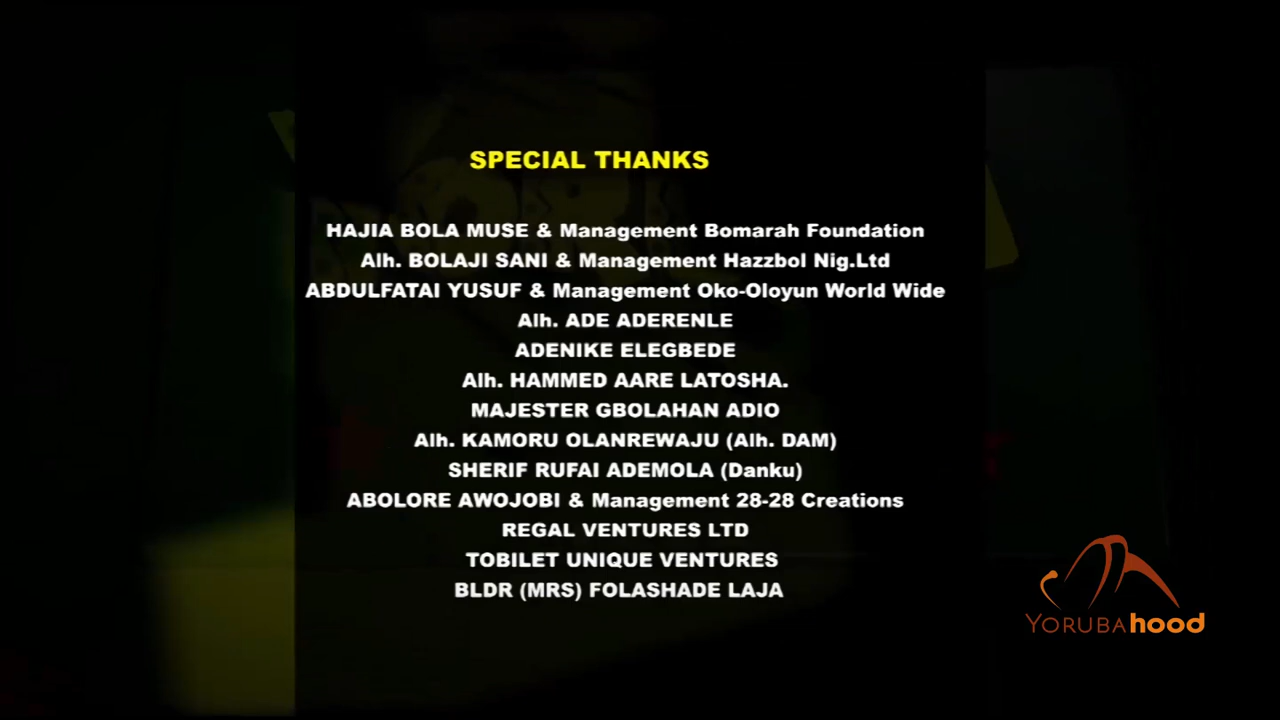 SPECIAL THANKS
HAJIA BOLA MUSE & Management Bomarah Foundation
Alh. BOLAJI SANI & Management Hazzbol Nig.Ltd
ABDULFATAI YUSUF & Management Oko-Oloyun World Wide
Alh. ADE ADERENLE
ADENIKE ELEGBEDE
Alh. HAMMED AARE LATOSHA.
MAJESTER GBOLAHAN ADIO
Alh. KAMORU OLANREWAJU (Alh. DAM)
SHERIF RUFAI ADEMOLA (Danku)
ABOLORE AWOJOBI & Management 28-28 Creations
REGAL VENTURES LTD
TOBILET UNIQUE VENTURES
BLDR (MRS) FOLASHADE LAJA
YORUBAhood